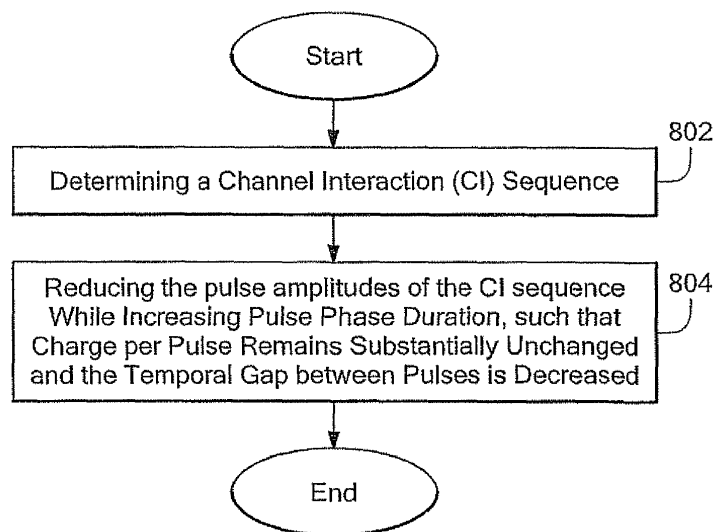 Start
802
Determining a Channel Interaction (CI) Sequence
804
Reducing the pulse amplitudes of the CI sequence
While Increasing Pulse Phase Duration, such that
Charge per Pulse Remains Substantially Unchanged
and the Temporal Gap between Pulses is Decreased
End